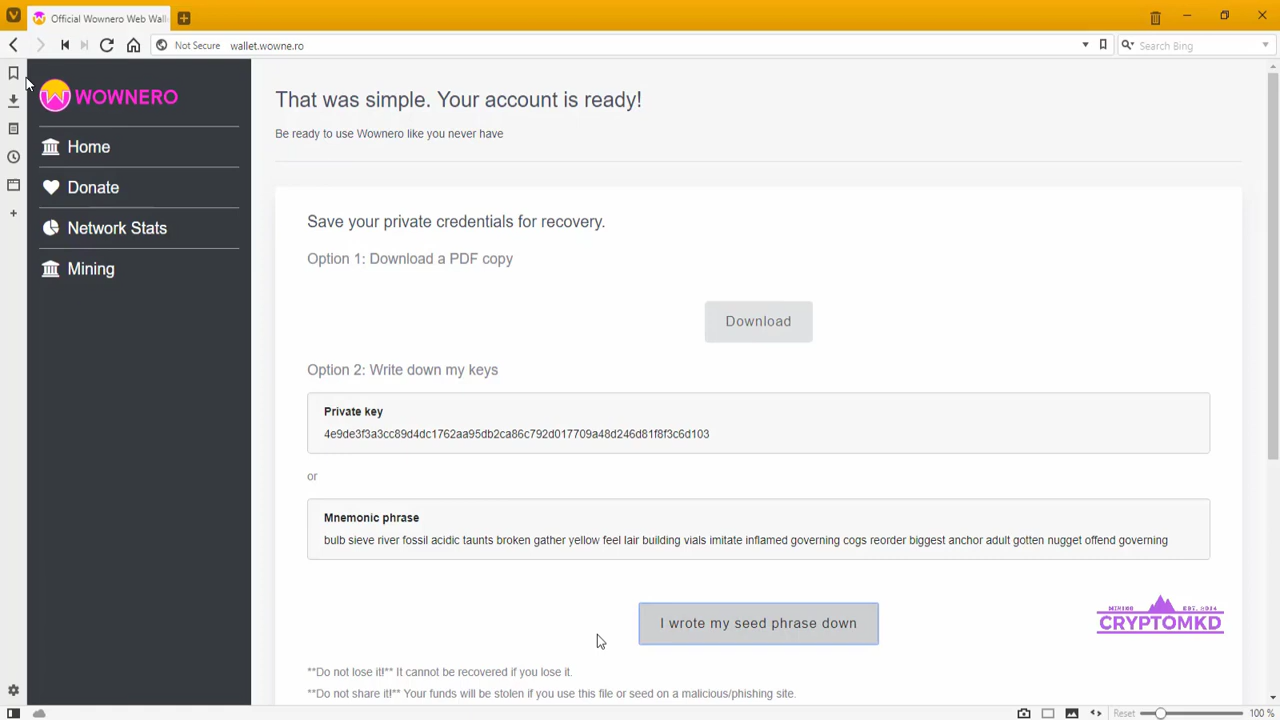 Official Wownero Web Wall
Not Secure wallet.wowne.ro
Search Bing
WOWNERO
Home
Donate
Network Stats
Mining
That was simple. Your account is ready!
Be ready to use Wownero like you never have
Save your private credentials for recovery.
Option 1: Download a PDF copy
Download
Option 2: Write down my keys
Private key
4e9de3f3a3cc89d4dc1762aa95db2ca86c792d017709a48d246d81f8f3c6d103
or
Mnemonic phrase
bulb sieve river fossil acidic taunts broken gather yellow feel lair building vials imitate inflamed governing cogs reorder biggest anchor adult gotten nugget offend governing
I wrote my seed phrase down
MIR108 EST. 2014
CRYPTOMKD
**Do not lose it!** It cannot be recovered if you lose it.
**Do not share it!** Your funds will be stolen if you use this file or seed on a malicious/phishing site.
Reset 100 %